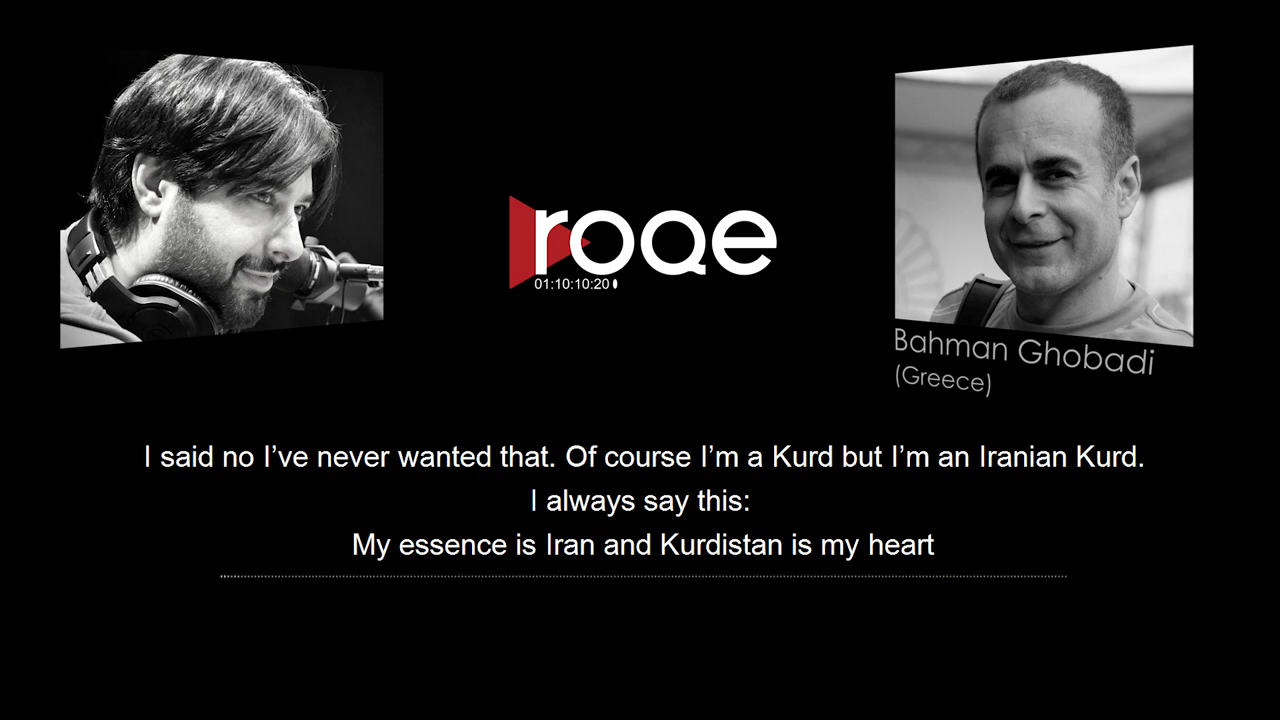 roqe
01:10:10:20
Bahman Ghobadi
(Greece)
I said no I’ve never wanted that. Of course I’m a Kurd but I’m an Iranian Kurd.
I always say this:
My essence is Iran and Kurdistan is my heart